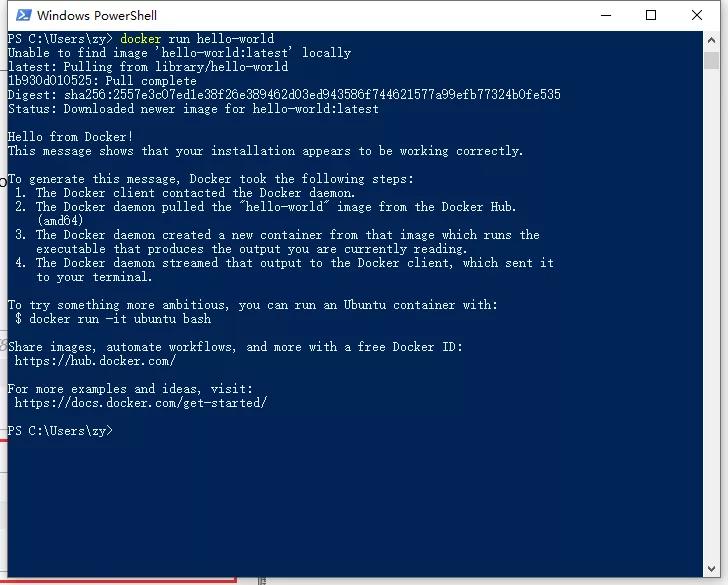 Windows PowerShell
PS C:\Users\zy> docker run hello-world
Unable to find image 'hello-world:latest' locally
latest: Pulling from library/hello-world
1b930d010525: Pull complete
Digest: sha256:2557e3c07ed1e38f26e389462d03ed943586f744621577a99efb77324b0fe535
Status: Downloaded newer image for hello-world:latest
Hello from Docker!
This message shows that your installation appears to be working correctly.
To generate this message, Docker took the following steps:
1. The Docker client contacted the Docker daemon.
2. The Docker daemon pulled the "hello-world" image from the Docker Hub.
(amd64)
3. The Docker daemon created a new container from that image which runs the
executable that produces the output you are currently reading.
4. The Docker daemon streamed that output to the Docker client, which sent it
to your terminal.
To try something more ambitious, you can run an Ubuntu container with:
$ docker run -it ubuntu bash
Share images, automate workflows, and more with a free Docker ID:
https://hub.docker.com/
For more examples and ideas, visit:
https://docs.docker.com/get-started/
PS C:\Users\zy>